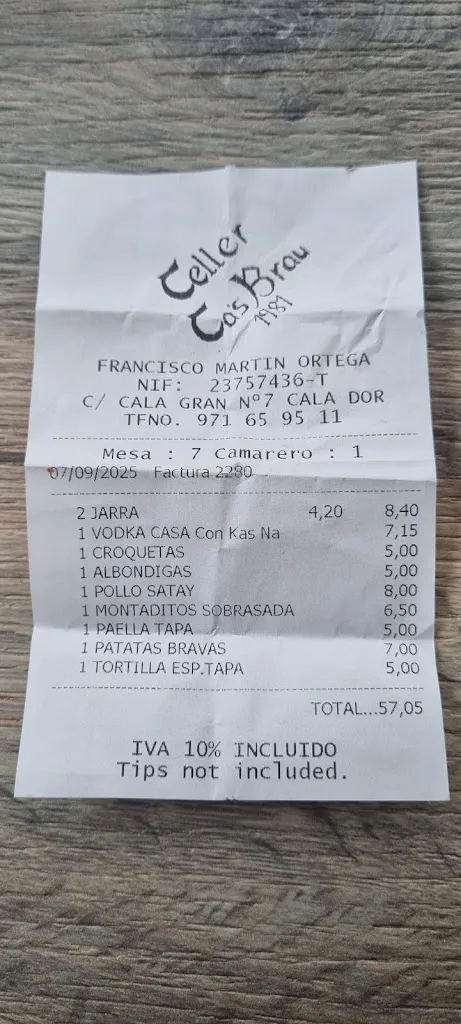 Celler
Ca's Brau
1981
FRANCISCO MARTIN ORTEGA
NIF: 23757436-T
C/ CALA GRAN Nº7 CALA DOR
TFNO. 971 65 95 11
Mesa : 7 Camarero : 1
07/09/2025 Factura 2280
2 JARRA 4,20 8,40
1 VODKA CASA Con Kas Na 7,15
1 CROQUETAS 5,00
1 ALBONDIGAS 5,00
1 POLLO SATAY 8,00
1 MONTADITOS SOBRASADA 6,50
1 PAELLA TAPA 5,00
1 PATATAS BRAVAS 7,00
1 TORTILLA ESP.TAPA 5,00
TOTAL...57,05
IVA 10% INCLUIDO
Tips not included.